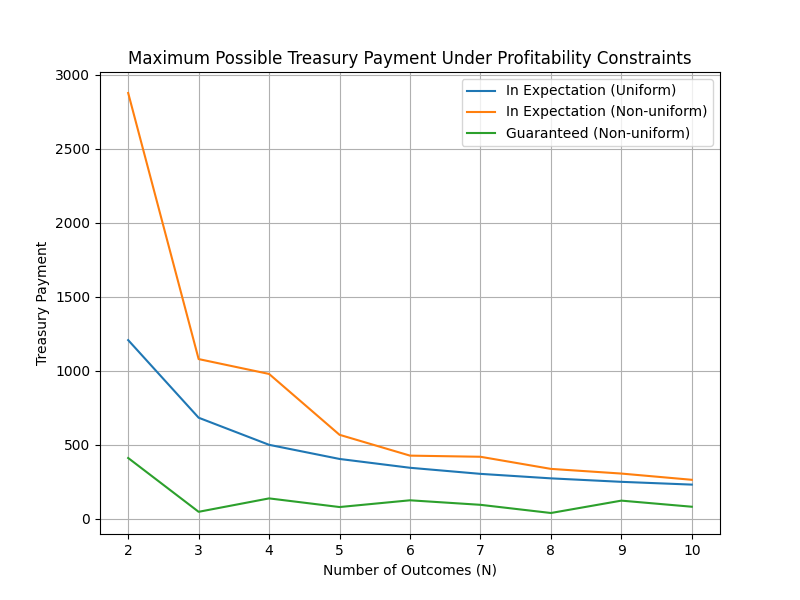 Maximum Possible Treasury Payment Under Profitability Constraints
In Expectation (Uniform)
In Expectation (Non-uniform)
Guaranteed (Non-uniform)
Treasury Payment
3000
2500
2000
1500
1000
500
0
2 3 4 5 6 7 8 9 10
Number of Outcomes (N)